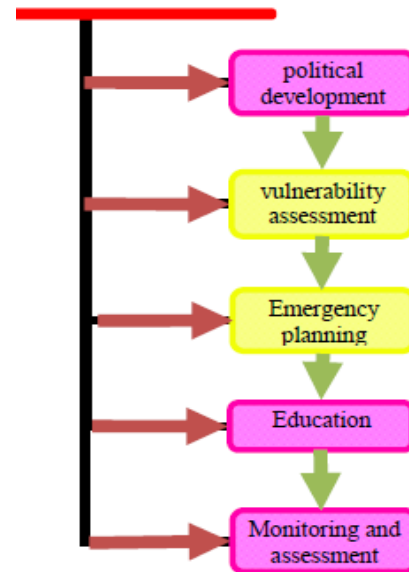 political
development
vulnerability
assessment
Emergency
planning
Education
Monitoring and
assessment